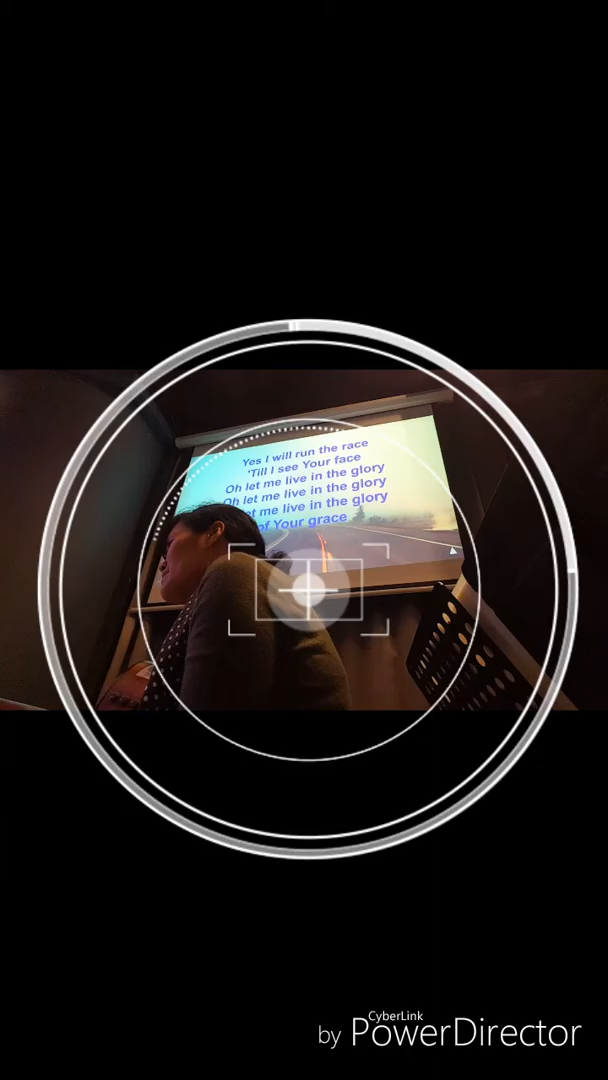 Yes I will run the race
'Till I see Your face
Oh let me live in the glory
Oh let me live in the glory
let me live in the glory
of Your grace
CyberLink
by PowerDirector